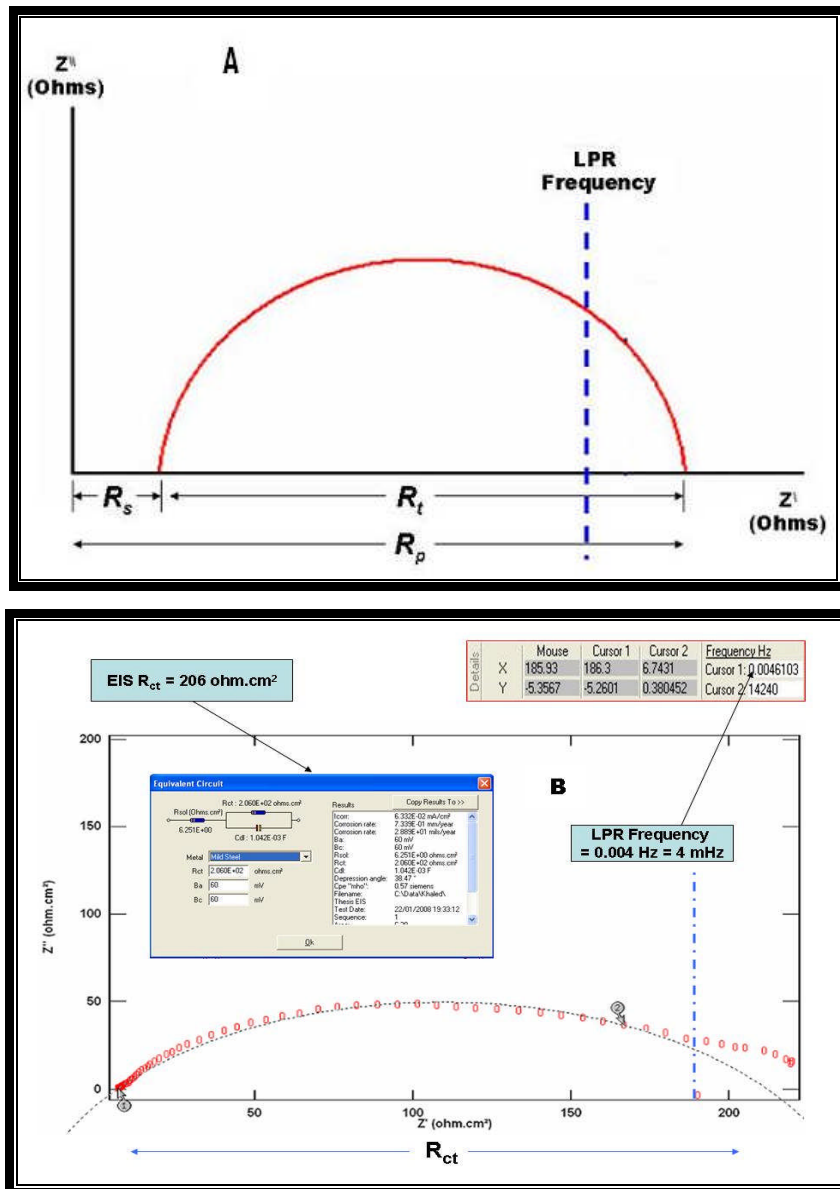 A
Z\\
(Ohms)
LPR
Frequency
Rs
Rt
Rp
Z\
(Ohms)
EIS Rct = 206 ohm.cm²
Details
Mouse Cursor 1 Cursor 2 Frequency Hz
X 185.93 186.3 6.7431 Cursor 1: 0.0046103
Y -5.3567 -5.2601 0.380452 Cursor 2: 14240
B
LPR Frequency
= 0.004 Hz = 4 mHz
Equivalent Circuit
Rct : 2.060E+02 ohms.cm²
Rsol (Ohms.cm²)
6.251E+00
Cdl : 1.042E-03 F
Metal Mild Steel
Rct 2.060E+02 ohms.cm²
Ba 60 mV
Bc 60 mV
Results Copy Results To >>
Icorr: 6.332E-02 mA/cm²
Corrosion rate: 7.339E-01 mm/year
Corrosion rate: 2.889E+01 mils/year
Ba: 60 mV
Bc: 60 mV
Rsol: 6.251E+00 ohms.cm²
Rct: 2.060E+02 ohms.cm²
Cdl: 1.042E-03 F
Depression angle: 38.47 °
Cpe "nho": 0.57 siemens
Filename: C:\Data\Khaled\
Thesis EIS
Test Date: 22/01/2008 19:33:12
Sequence: 1
Ok
Z'' (ohm.cm²)
200
150
100
50
0
1
2
50 100 150 200
Z' (ohm.cm²)
Rct